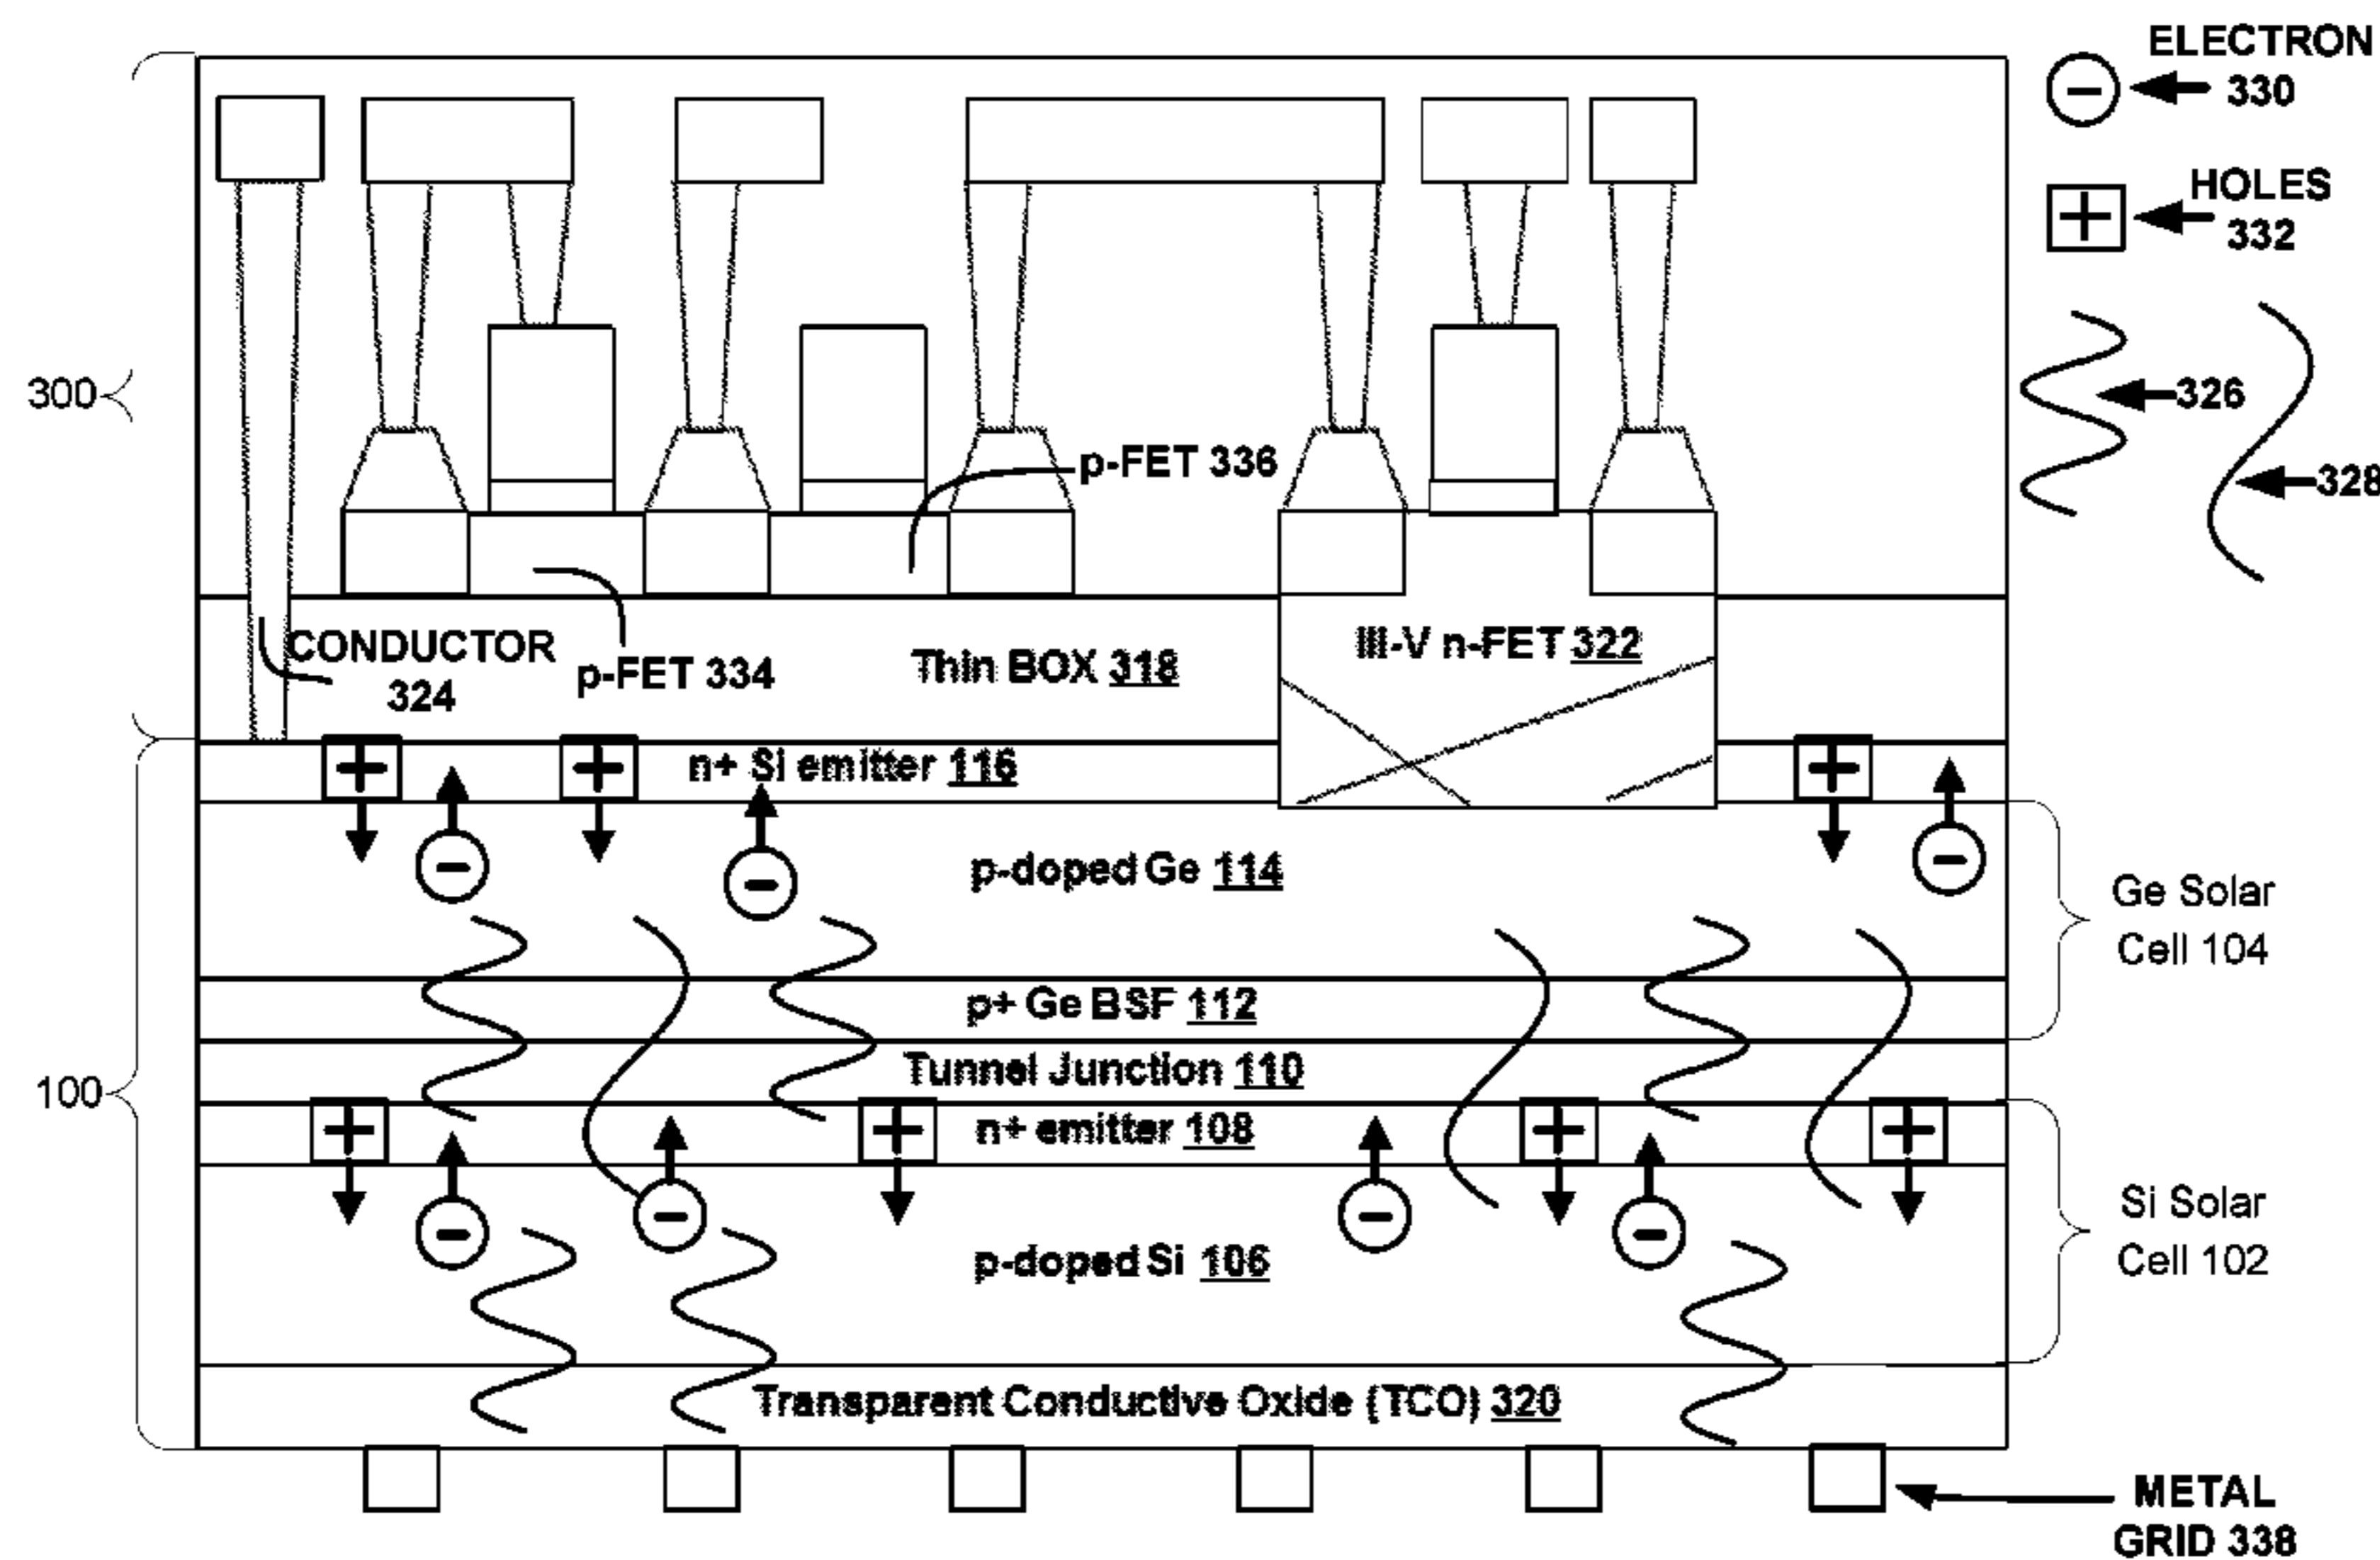 ELECTRON
330
HOLES
332
300
326
328
p-FET 336
CONDUCTOR
324
p-FET 334
Thin BOX 318
III-V n-FET 322
n+ Si emitter 116
p-doped Ge 114
Ge Solar
Cell 104
p+ Ge BSF 112
Tunnel Junction 110
100
n+ emitter 108
Si Solar
Cell 102
p-doped Si 106
Transparent Conductive Oxide (TCO) 320
METAL
GRID 338